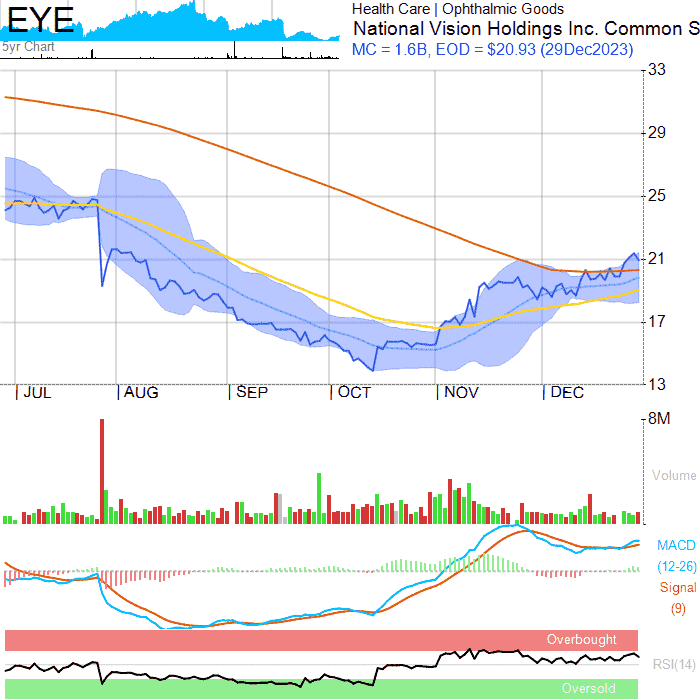 EYE
5yr Chart
Health Care | Ophthalmic Goods
National Vision Holdings Inc. Common S
MC = 1.6B, EOD = $20.93 (29Dec2023)
33
29
25
21
17
13
JUL AUG SEP OCT NOV DEC
8M
Volume
MACD
(12-26)
Signal
(9)
Overbought
RSI(14)
Oversold